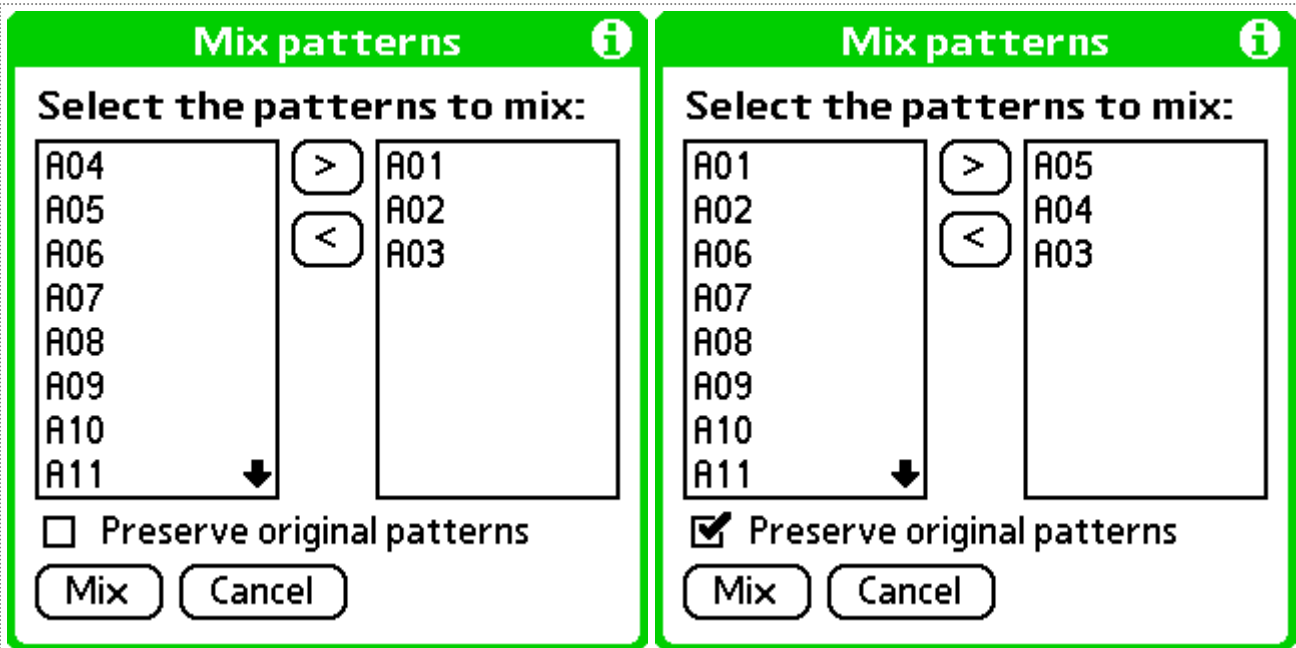 Mix patterns
Select the patterns to mix:
A04 > A01
A05 < A02
A06 A03
A07
A08
A09
A10
A11
Preserve original patterns
Mix Cancel
Mix patterns
Select the patterns to mix:
A01 > A05
A02 < A04
A06 A03
A07
A08
A09
A10
A11
Preserve original patterns
Mix Cancel